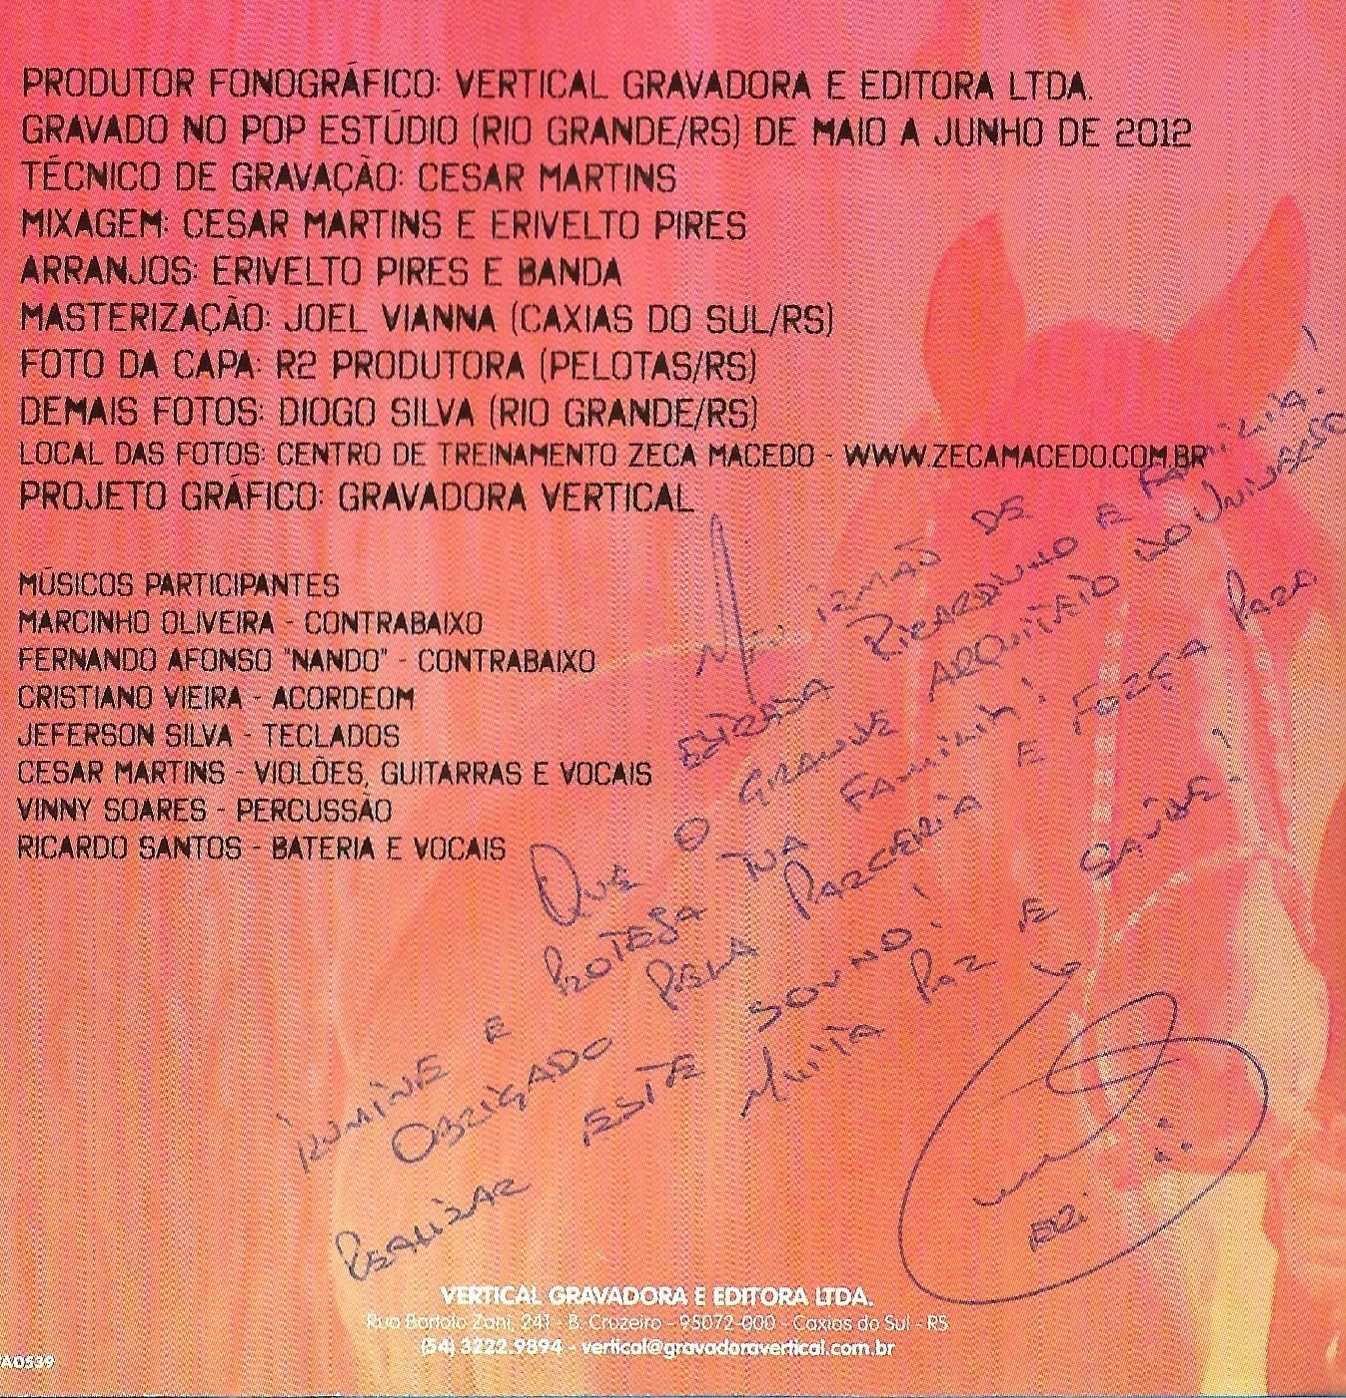 PRODUTOR FONOGRÁFICO: VERTICAL GRAVADORA E EDITORA LTDA.
GRAVADO NO POP ESTÚDIO (RIO GRANDE/RS) DE MAIO A JUNHO DE 2012
TÉCNICO DE GRAVAÇÃO: CESAR MARTINS
MIXAGEM: CESAR MARTINS E ERIVELTO PIRES
ARRANJOS: ERIVELTO PIRES E BANDA
MASTERIZAÇÃO: JOEL VIANNA (CAXIAS DO SUL/RS)
FOTO DA CAPA: R2 PRODUTORA (PELOTAS/RS)
DEMAIS FOTOS: DIOGO SILVA (RIO GRANDE/RS)
LOCAL DAS FOTOS: CENTRO DE TREINAMENTO ZECA MACEDO - WWW.ZECAMACEDO.COM.BR
PROJETO GRÁFICO: GRAVADORA VERTICAL
MÚSICOS PARTICIPANTES
MARCINHO OLIVEIRA - CONTRABAIXO
FERNANDO AFONSO "NANDO" - CONTRABAIXO
CRISTIANO VIEIRA - ACORDEOM
JEFERSON SILVA - TECLADOS
CESAR MARTINS - VIOLÕES, GUITARRAS E VOCAIS
VINNY SOARES - PERCUSSÃO
RICARDO SANTOS - BATERIA E VOCAIS
MEU IRMÃO DE
ESTRADA RICARDINHO E FAMILIA!
QUE O GRANDE ARQUITETO DO UNIVERSO
ILUMINE E PROTEJA TUA FAMILIA!
OBRIGADO PELA PARCERIA E FORÇA PARA
REALIZAR ESTE SONHO!
MUITA PAZ E SAÚDE!
ERI
VERTICAL GRAVADORA E EDITORA LTDA.
Rua Bortolo Zani, 241 - B. Cruzeiro - 95072-000 - Caxias do Sul - RS
(54) 3222.9894 - vertical@gravadoravertical.com.br